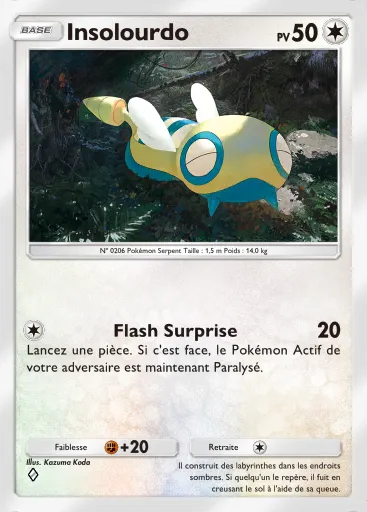 BASE Insolourdo PV 50
N° 0206 Pokémon Serpent Taille : 1,5 m Poids : 14,0 kg
Flash Surprise 20
Lancez une pièce. Si c'est face, le Pokémon Actif de
votre adversaire est maintenant Paralysé.
Faiblesse +20 Retraite
Illus. Kazuma Koda
Il construit des labyrinthes dans les endroits
sombres. Si quelqu'un le repère, il fuit en
creusant le sol à l'aide de sa queue.